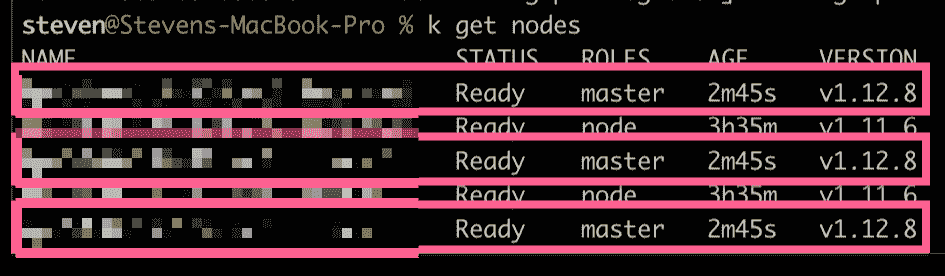 steven@Stevens-MacBook-Pro % k get nodes
NAME STATUS ROLES AGE VERSION
Ready master 2m45s v1.12.8
Ready node 3h35m v1.11.6
Ready master 2m45s v1.12.8
Ready node 3h35m v1.11.6
Ready master 2m45s v1.12.8